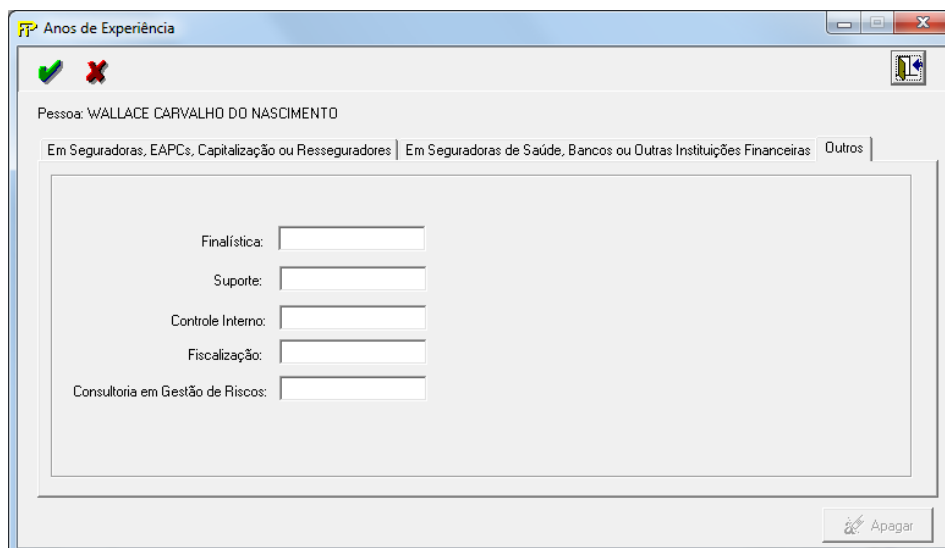 FIP Anos de Experiência
Pessoa: WALLACE CARVALHO DO NASCIMENTO
Em Seguradoras, EAPCs, Capitalização ou Resseguradores Em Seguradoras de Saúde, Bancos ou Outras Instituições Financeiras Outros
Finalística:
Suporte:
Controle Interno:
Fiscalização:
Consultoria em Gestão de Riscos:
Apagar